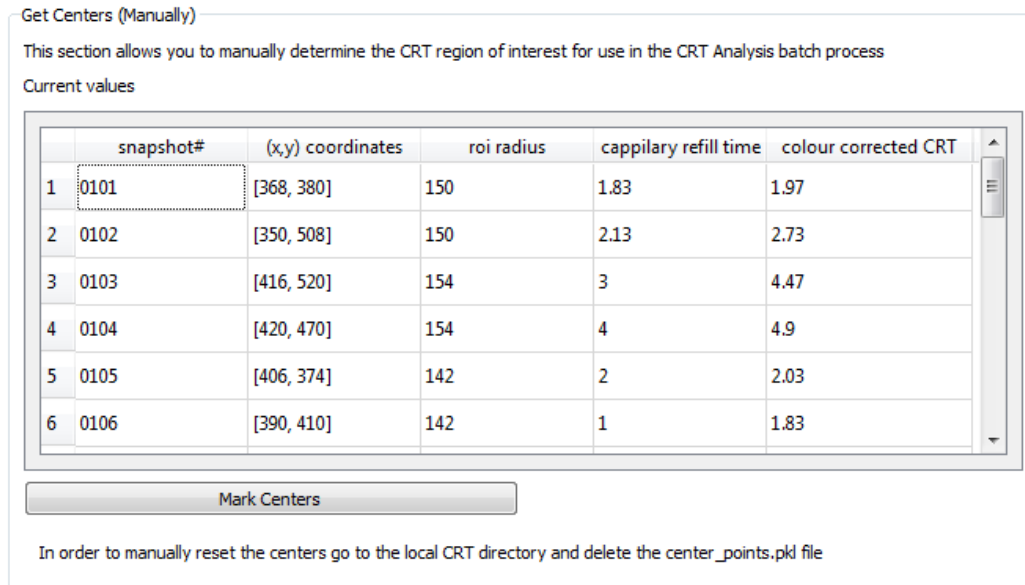 Get Centers (Manually)
This section allows you to manually determine the CRT region of interest for use in the CRT Analysis batch process
Current values
snapshot# (x,y) coordinates roi radius cappilary refill time colour corrected CRT
1 0101 [368, 380] 150 1.83 1.97
2 0102 [350, 508] 150 2.13 2.73
3 0103 [416, 520] 154 3 4.47
4 0104 [420, 470] 154 4 4.9
5 0105 [406, 374] 142 2 2.03
6 0106 [390, 410] 142 1 1.83
Mark Centers
In order to manually reset the centers go to the local CRT directory and delete the center_points.pkl file